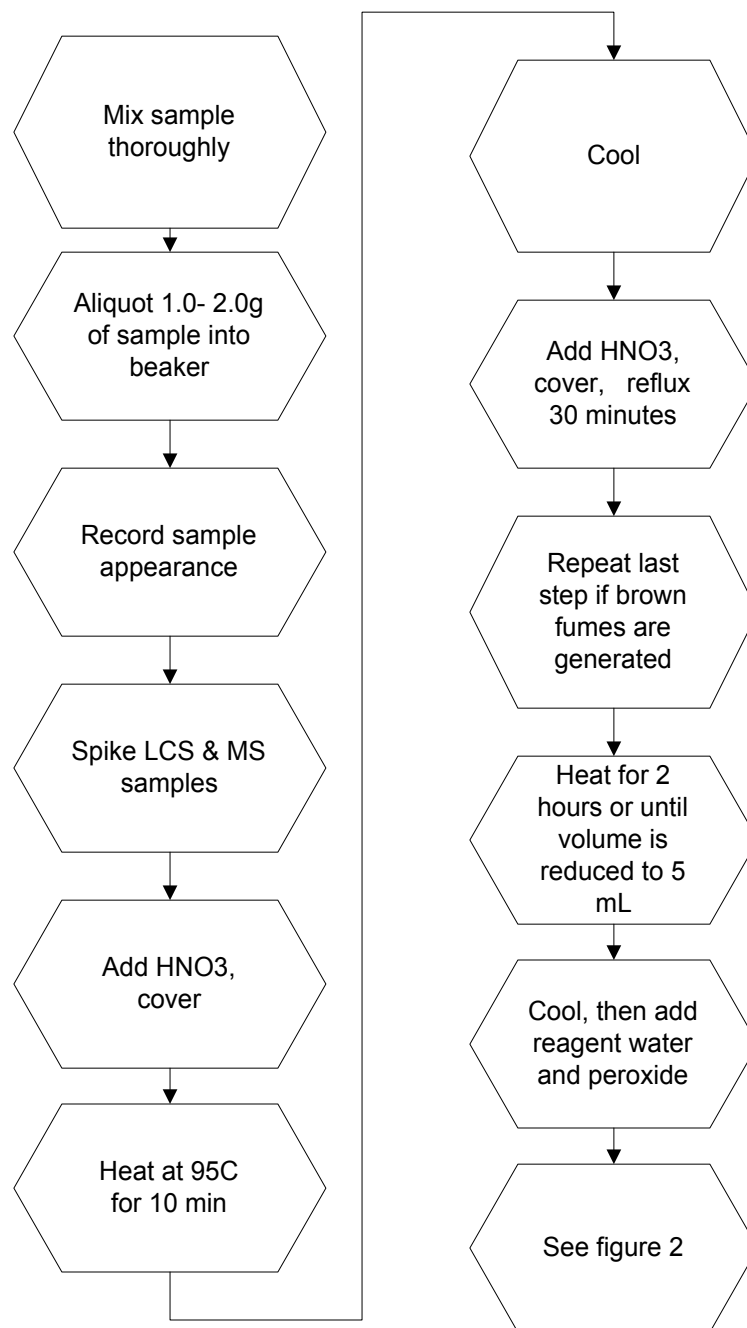 Mix sample
thoroughly
Aliquot 1.0- 2.0g
of sample into
beaker
Record sample
appearance
Spike LCS & MS
samples
Add HNO3,
cover
Heat at 95C
for 10 min
Cool
Add HNO3,
cover, reflux
30 minutes
Repeat last
step if brown
fumes are
generated
Heat for 2
hours or until
volume is
reduced to 5
mL
Cool, then add
reagent water
and peroxide
See figure 2